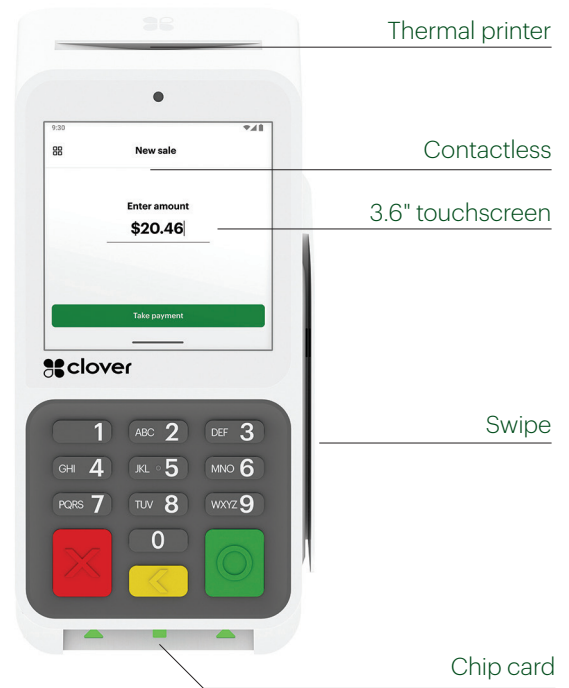 Thermal printer
9:30
New sale
Contactless
Enter amount
$20.46
3.6" touchscreen
Take payment
clover
Swipe
1
ABC 2
DEF 3
GHI 4
JKL 5
MNO 6
PQRS 7
TUV 8
WXYZ 9
0
Chip card